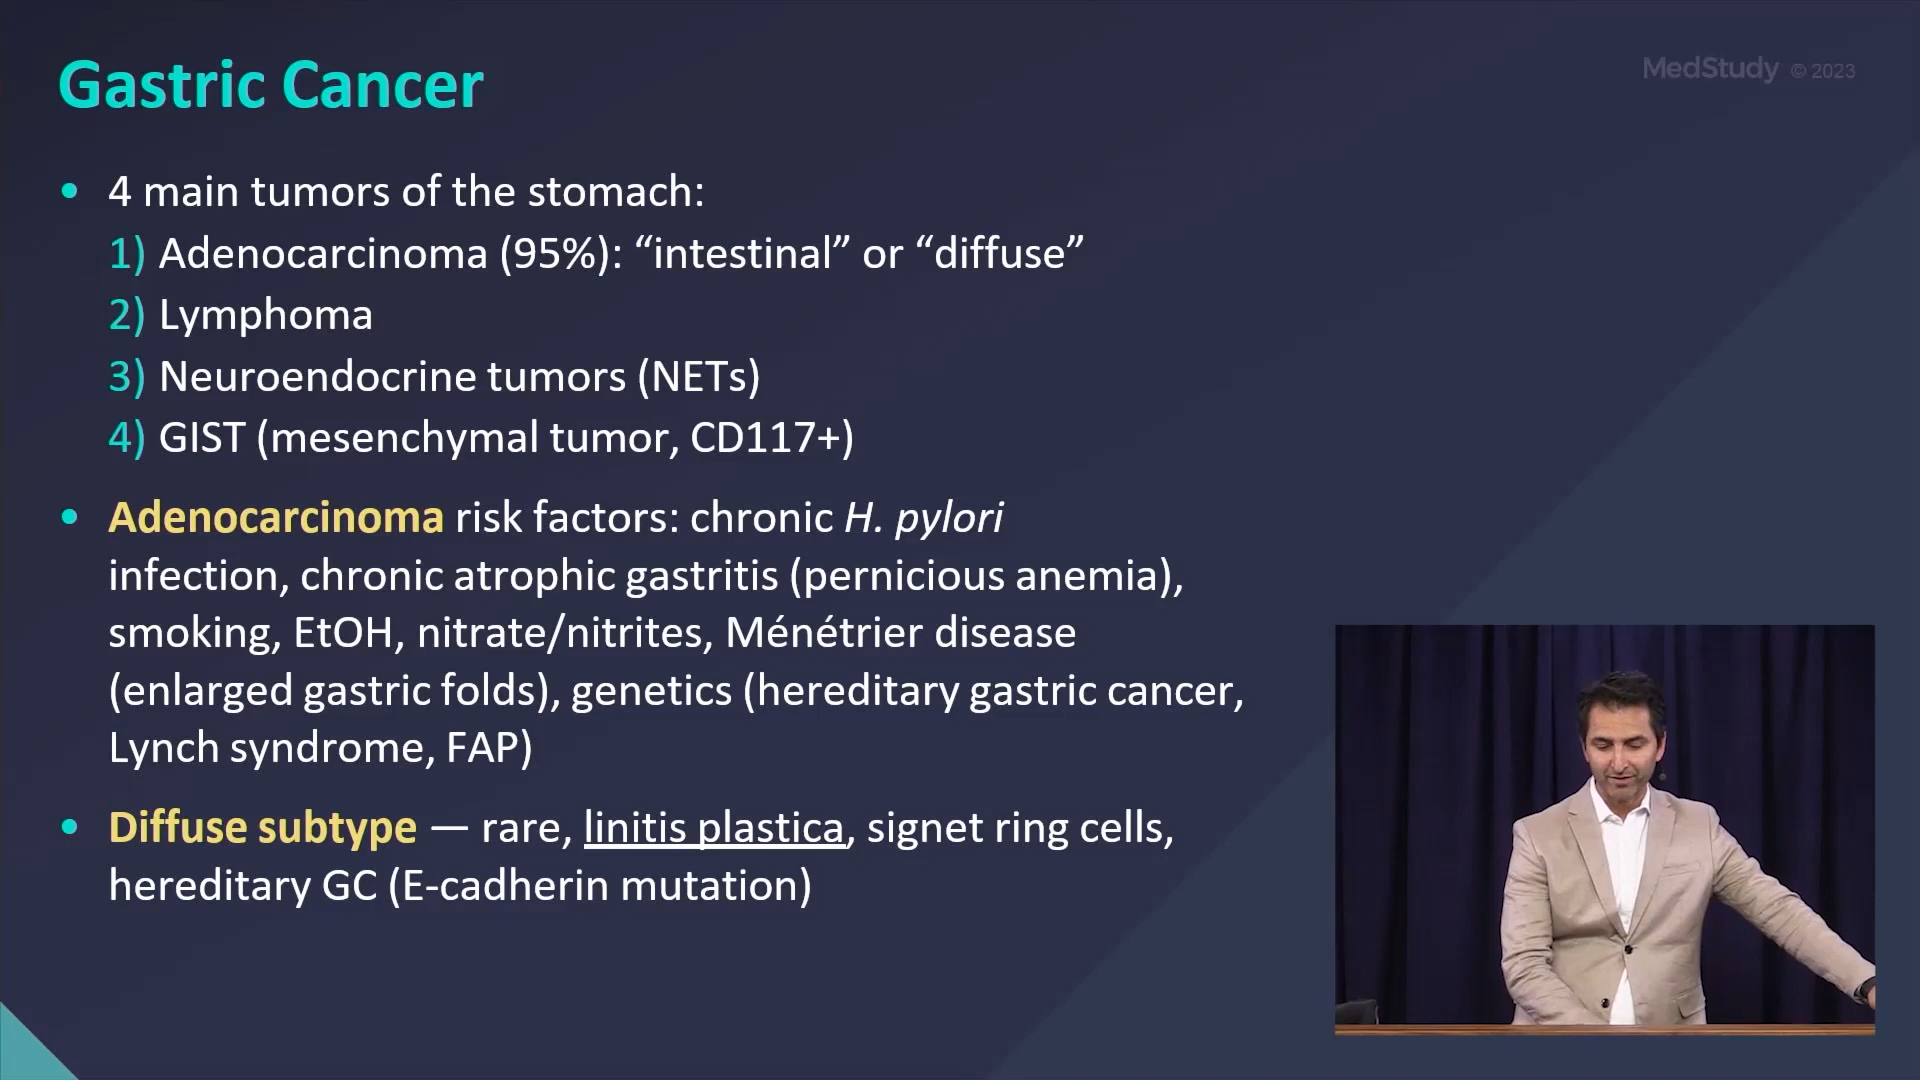 Gastric Cancer
MedStudy © 2023
• 4 main tumors of the stomach:
1) Adenocarcinoma (95%): “intestinal” or “diffuse”
2) Lymphoma
3) Neuroendocrine tumors (NETs)
4) GIST (mesenchymal tumor, CD117+)
• Adenocarcinoma risk factors: chronic H. pylori
infection, chronic atrophic gastritis (pernicious anemia),
smoking, EtOH, nitrate/nitrites, Ménétrier disease
(enlarged gastric folds), genetics (hereditary gastric cancer,
Lynch syndrome, FAP)
• Diffuse subtype — rare, linitis plastica, signet ring cells,
hereditary GC (E-cadherin mutation)